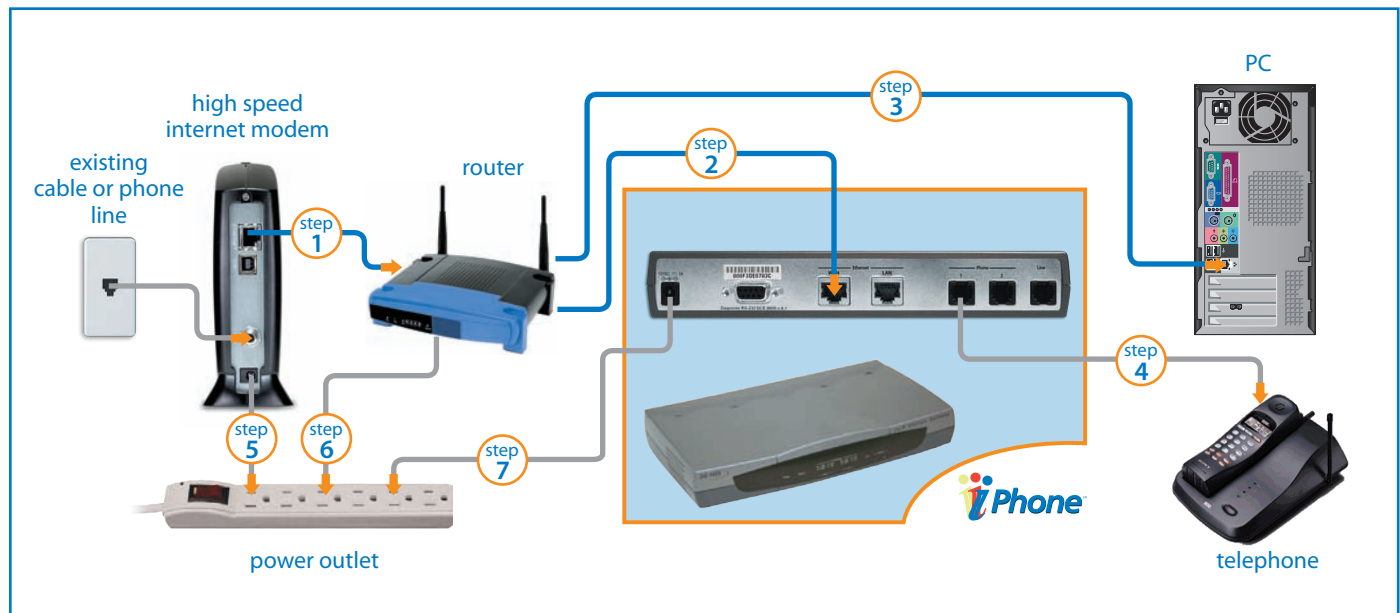 existing
cable or phone
line
high speed
internet modem
router
PC
step
1
step
2
step
3
step
4
step
5
step
6
step
7
Ethernet
LAN
Phone
Line
1
2
iPhone™
power outlet
telephone